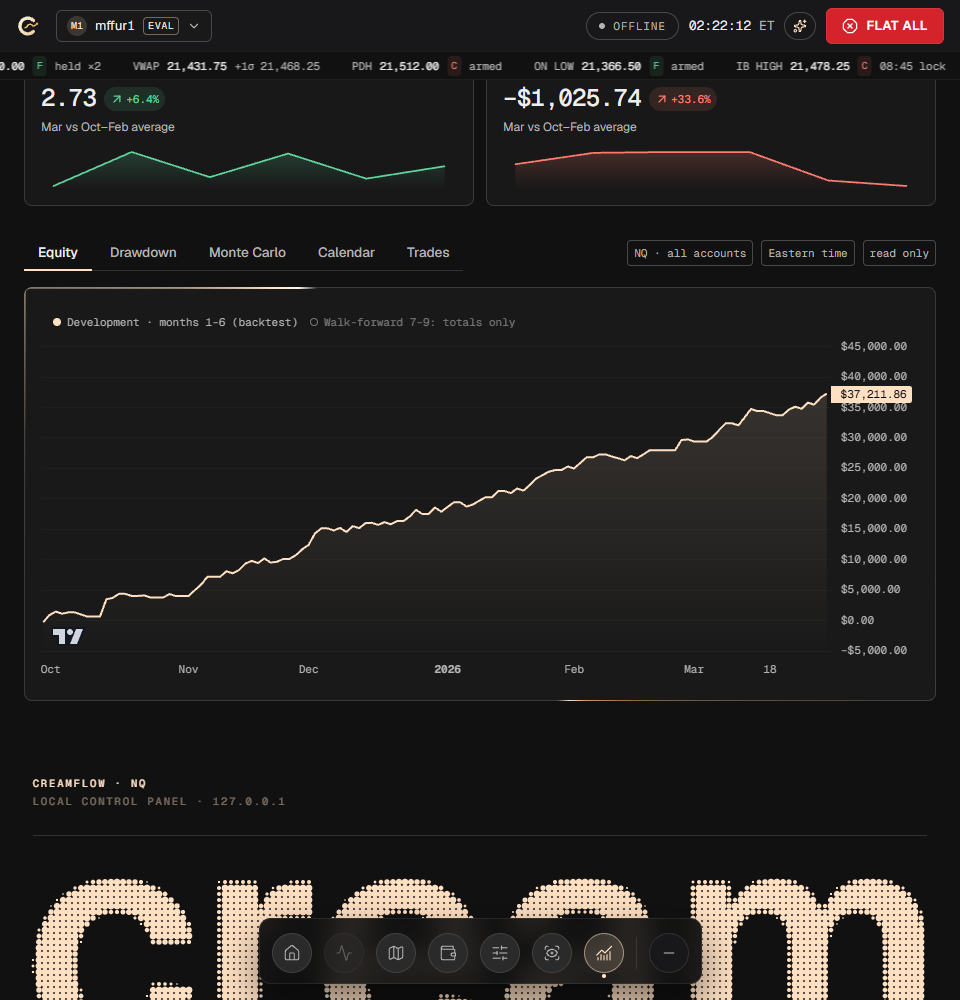 M1 mffur1 EVAL OFFLINE 02:22:12 ET FLAT ALL
0.00 F held ×2 VWAP 21,431.75 +1σ 21,468.25 PDH 21,512.00 C armed ON LOW 21,366.50 F armed IB HIGH 21,478.25 C 08:45 lock
2.73 +6.4%
Mar vs Oct–Feb average
−$1,025.74 +33.6%
Mar vs Oct–Feb average
Equity Drawdown Monte Carlo Calendar Trades NQ · all accounts Eastern time read only
Development · months 1–6 (backtest) Walk-forward 7–9: totals only
$45,000.00
$40,000.00
$37,211.86
$35,000.00
$30,000.00
$25,000.00
$20,000.00
$15,000.00
$10,000.00
$5,000.00
$0.00
−$5,000.00
Oct Nov Dec 2026 Feb Mar 18
CREAMFLOW · NQ
LOCAL CONTROL PANEL · 127.0.0.1
cream